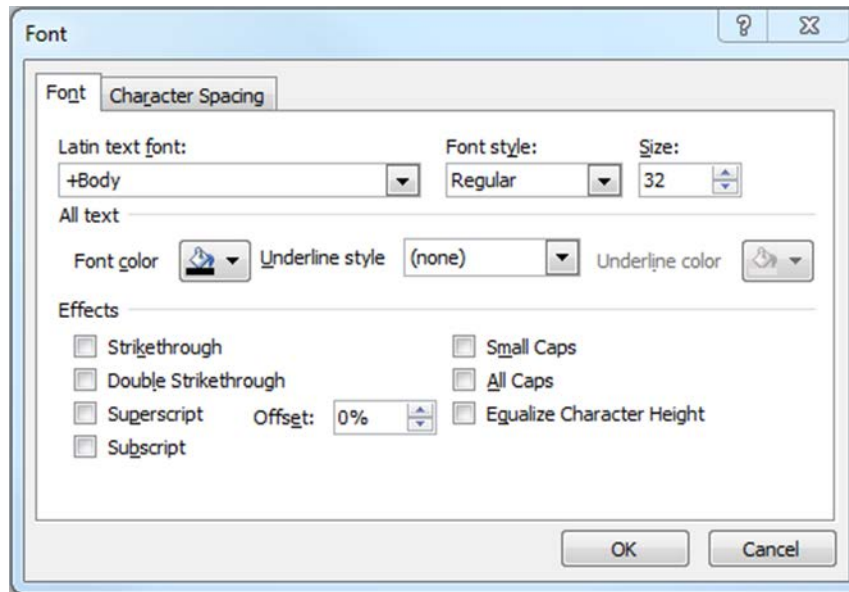 Font
Font Character Spacing
Latin text font: Font style: Size:
+Body Regular 32
All text
Font color Underline style (none) Underline color
Effects
Strikethrough Small Caps
Double Strikethrough All Caps
Superscript Offset: 0% Equalize Character Height
Subscript
OK Cancel